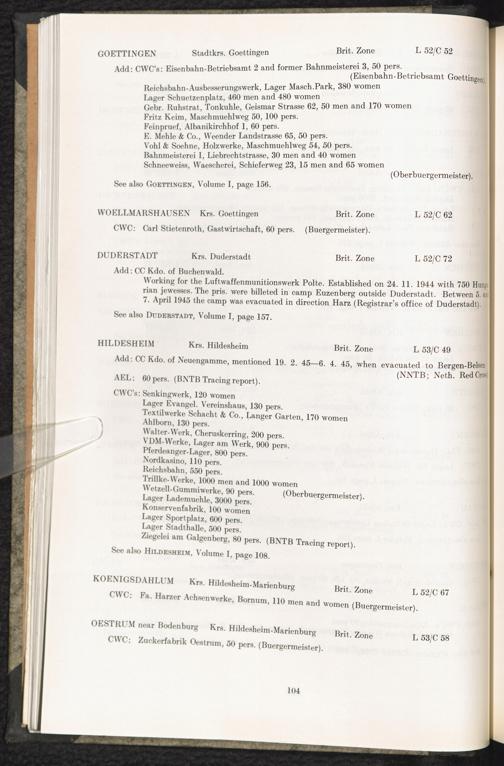 GOETTINGEN Stadtkrs. Goettingen Brit. Zone L 52/C 52
Add: CWC's: Eisenbahn-Betriebsamt 2 and former Bahnmeisterei 3, 50 pers.
(Eisenbahn-Betriebsamt Goettingen).
Reichsbahn-Ausbesserungswerk, Lager Masch.Park, 380 women
Lager Schuetzenplatz, 460 men and 480 women
Gebr. Ruhstrat, Tonkuhle, Geismar Strasse 62, 50 men and 170 women
Fritz Keim, Maschmuehlweg 50, 100 pers.
Feinpruef, Albanikirchhof 1, 60 pers.
E. Mehle & Co., Weender Landstrasse 65, 50 pers.
Vohl & Soehne, Holzwerke, Maschmuehlweg 54, 50 pers.
Bahnmeisterei I, Liebrechtstrasse, 30 men and 40 women
Schneeweiss, Waescherei, Schieferweg 23, 15 men and 65 women
(Oberbuergermeister).
See also GOETTINGEN, Volume I, page 156.
WOELLMARSHAUSEN Krs. Goettingen Brit. Zone L 52/C 62
CWC: Carl Stietenroth, Gastwirtschaft, 60 pers. (Buergermeister).
DUDERSTADT Krs. Duderstadt Brit. Zone L 52/C 72
Add: CC Kdo. of Buchenwald.
Working for the Luftwaffenmunitionswerk Polte. Established on 24. 11. 1944 with 750 Hunga-
rian jewesses. The pris. were billeted in camp Euzenberg outside Duderstadt. Between 5. and
7. April 1945 the camp was evacuated in direction Harz (Registrar's office of Duderstadt).
See also DUDERSTADT, Volume I, page 157.
HILDESHEIM Krs. Hildesheim Brit. Zone L 53/C 49
Add: CC Kdo. of Neuengamme, mentioned 19. 2. 45—6. 4. 45, when evacuated to Bergen-Belsen
(NNTB; Neth. Red Cross)
AEL: 60 pers. (BNTB Tracing report).
CWC's: Senkingwerk, 120 women
Lager Evangel. Vereinshaus, 130 pers.
Textilwerke Schacht & Co., Langer Garten, 170 women
Ahlborn, 130 pers.
Walter-Werk, Cheruskerring, 200 pers.
VDM-Werke, Lager am Werk, 900 pers.
Pferdeanger-Lager, 800 pers.
Nordkasino, 110 pers.
Reichsbahn, 550 pers.
Trillke-Werke, 1000 men and 1000 women
Wetzell-Gummiwerke, 90 pers. (Oberbuergermeister).
Lager Lademuehle, 3000 pers.
Konservenfabrik, 100 women
Lager Sportplatz, 600 pers.
Lager Stadthalle, 500 pers.
Ziegelei am Galgenberg, 80 pers. (BNTB Tracing report).
See also HILDESHEIM, Volume I, page 108.
KOENIGSDAHLUM Krs. Hildesheim-Marienburg Brit. Zone L 52/C 67
CWC: Fa. Harzer Achsenwerke, Bornum, 110 men and women (Buergermeister).
OESTRUM near Bodenburg Krs. Hildesheim-Marienburg Brit. Zone L 53/C 58
CWC: Zuckerfabrik Oestrum, 50 pers. (Buergermeister).
104